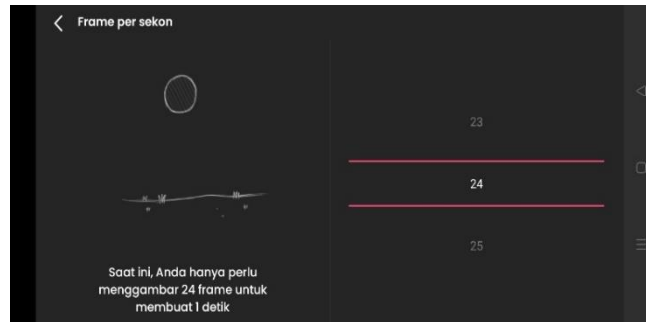 Frame per sekon
23
24
25
Saat ini, Anda hanya perlu
menggambar 24 frame untuk
membuat 1 detik